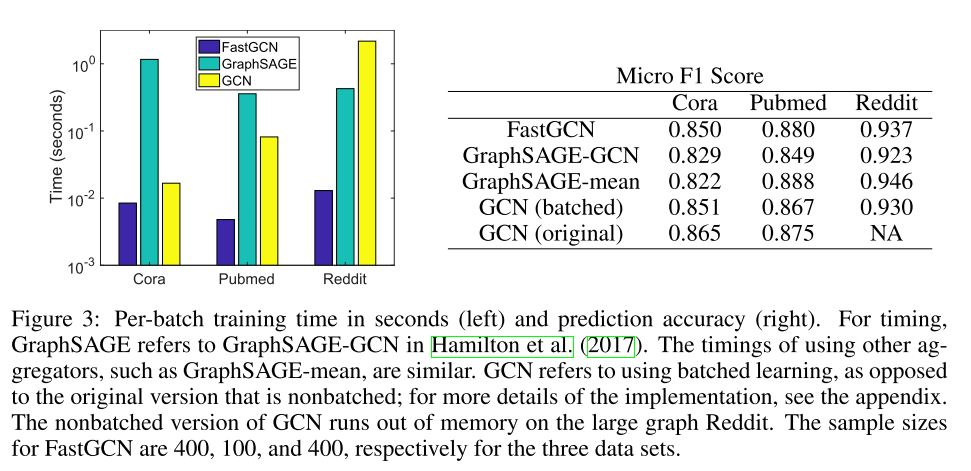 FastGCN
GraphSAGE
GCN
Time (seconds)
10^0
10^-1
10^-2
10^-3
Cora Pubmed Reddit
Micro F1 Score
Cora Pubmed Reddit
FastGCN 0.850 0.880 0.937
GraphSAGE-GCN 0.829 0.849 0.923
GraphSAGE-mean 0.822 0.888 0.946
GCN (batched) 0.851 0.867 0.930
GCN (original) 0.865 0.875 NA
Figure 3: Per-batch training time in seconds (left) and prediction accuracy (right). For timing,
GraphSAGE refers to GraphSAGE-GCN in Hamilton et al. (2017). The timings of using other ag-
gregators, such as GraphSAGE-mean, are similar. GCN refers to using batched learning, as opposed
to the original version that is nonbatched; for more details of the implementation, see the appendix.
The nonbatched version of GCN runs out of memory on the large graph Reddit. The sample sizes
for FastGCN are 400, 100, and 400, respectively for the three data sets.